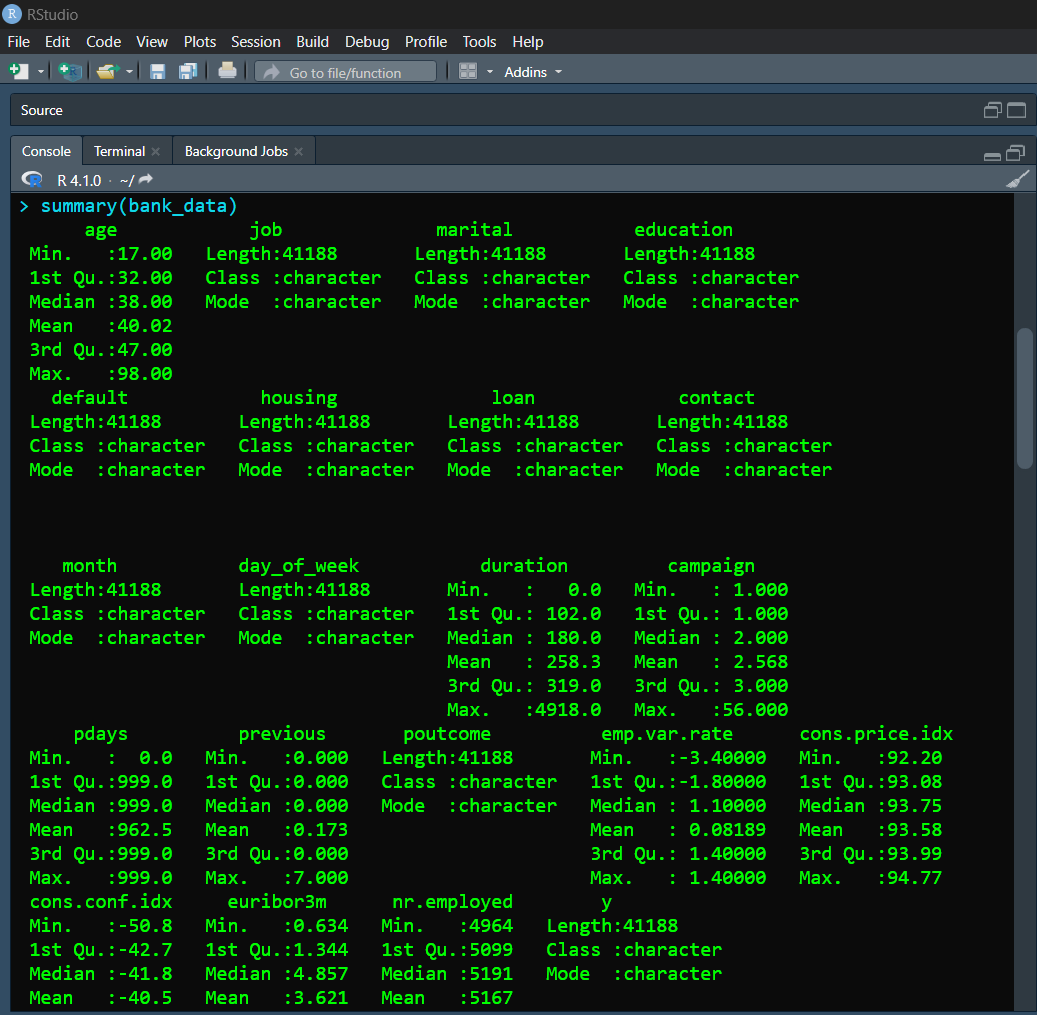 R RStudio
File Edit Code View Plots Session Build Debug Profile Tools Help
Go to file/function Addins
Source
Console Terminal Background Jobs
R R 4.1.0 · ~/
> summary(bank_data)
age job marital education
Min. :17.00 Length:41188 Length:41188 Length:41188
1st Qu.:32.00 Class :character Class :character Class :character
Median :38.00 Mode :character Mode :character Mode :character
Mean :40.02
3rd Qu.:47.00
Max. :98.00
default housing loan contact
Length:41188 Length:41188 Length:41188 Length:41188
Class :character Class :character Class :character Class :character
Mode :character Mode :character Mode :character Mode :character
month day_of_week duration campaign
Length:41188 Length:41188 Min. : 0.0 Min. : 1.000
Class :character Class :character 1st Qu.: 102.0 1st Qu.: 1.000
Mode :character Mode :character Median : 180.0 Median : 2.000
Mean : 258.3 Mean : 2.568
3rd Qu.: 319.0 3rd Qu.: 3.000
Max. :4918.0 Max. :56.000
pdays previous poutcome emp.var.rate cons.price.idx
Min. : 0.0 Min. :0.000 Length:41188 Min. :-3.40000 Min. :92.20
1st Qu.:999.0 1st Qu.:0.000 Class :character 1st Qu.:-1.80000 1st Qu.:93.08
Median :999.0 Median :0.000 Mode :character Median : 1.10000 Median :93.75
Mean :962.5 Mean :0.173 Mean : 0.08189 Mean :93.58
3rd Qu.:999.0 3rd Qu.:0.000 3rd Qu.: 1.40000 3rd Qu.:93.99
Max. :999.0 Max. :7.000 Max. : 1.40000 Max. :94.77
cons.conf.idx euribor3m nr.employed y
Min. :-50.8 Min. :0.634 Min. :4964 Length:41188
1st Qu.:-42.7 1st Qu.:1.344 1st Qu.:5099 Class :character
Median :-41.8 Median :4.857 Median :5191 Mode :character
Mean :-40.5 Mean :3.621 Mean :5167